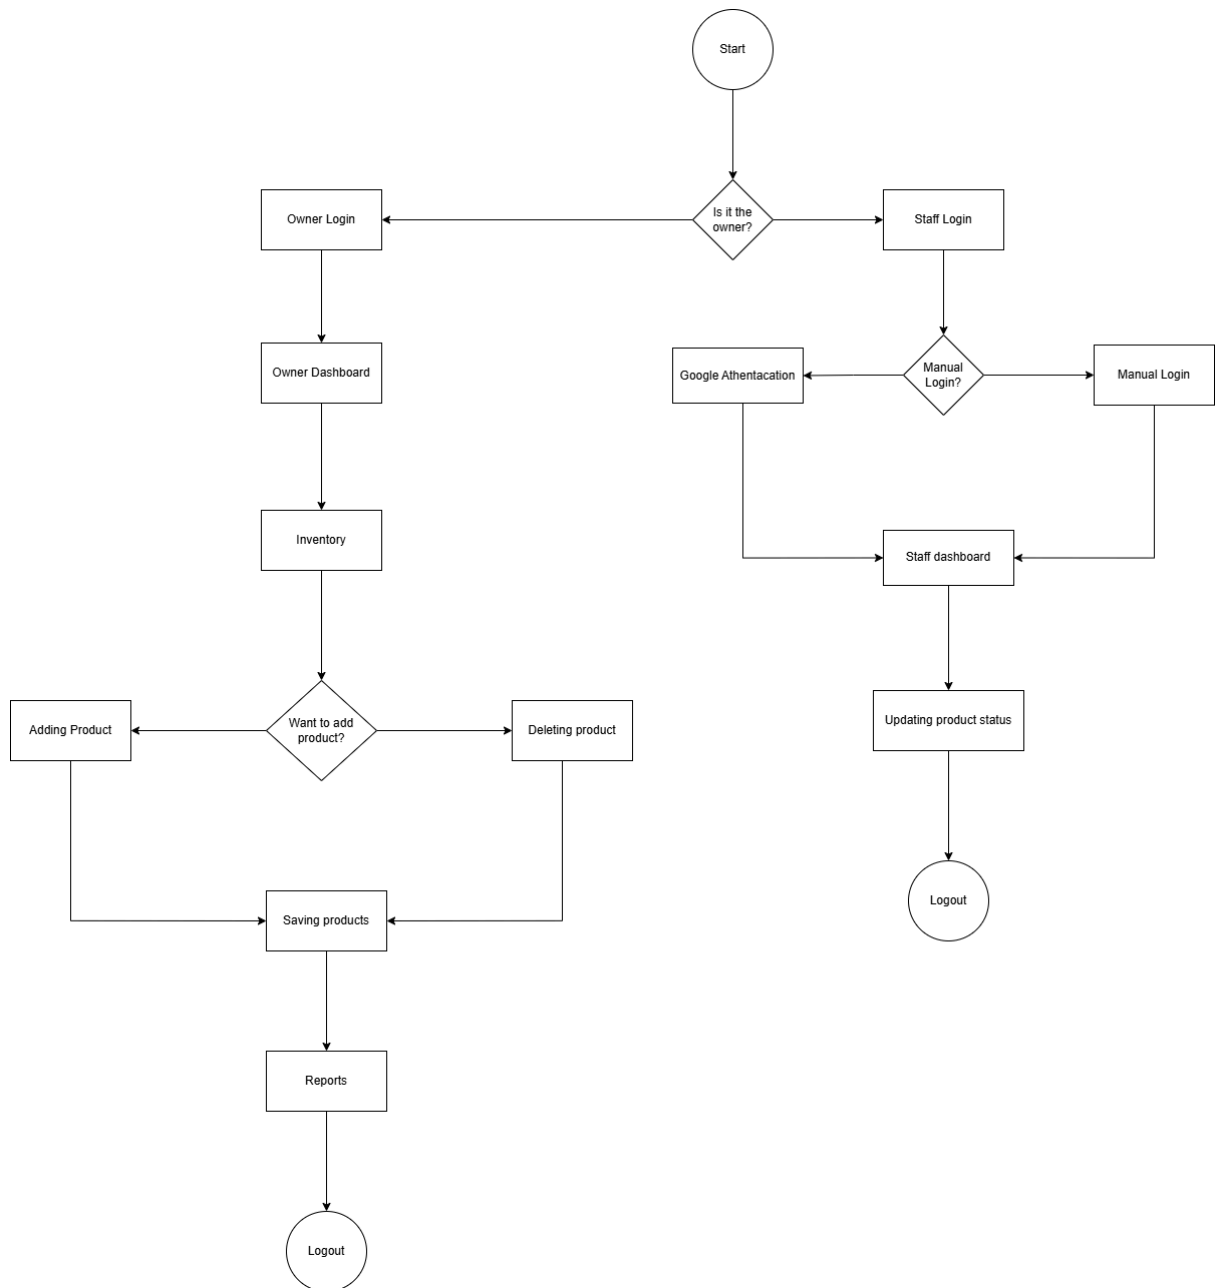 Start
Is it the
owner?
Owner Login
Staff Login
Owner Dashboard
Google Athentacation
Manual
Login?
Manual Login
Inventory
Staff dashboard
Adding Product
Want to add
product?
Deleting product
Updating product status
Saving products
Logout
Reports
Logout